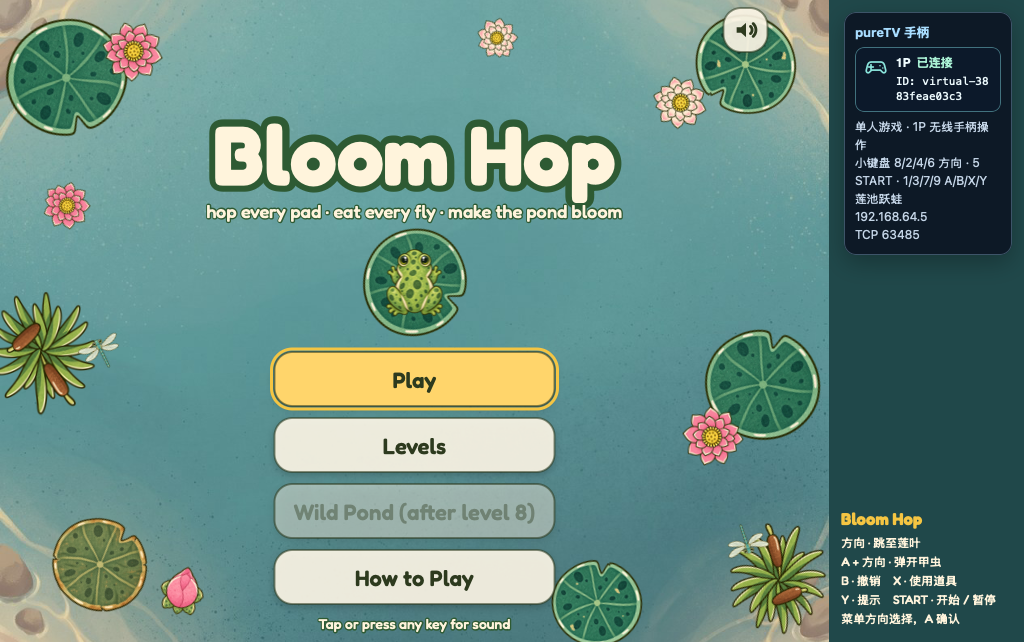 Bloom Hop
hop every pad · eat every fly · make the pond bloom
Play
Levels
Wild Pond (after level 8)
How to Play
Tap or press any key for sound
pureTV 手柄
1P 已连接
ID: virtual-38
83feae03c3
单人游戏 · 1P 无线手柄操
作
小键盘 8/2/4/6 方向 · 5
START · 1/3/7/9 A/B/X/Y
莲池跃蛙
192.168.64.5
TCP 63485
Bloom Hop
方向 · 跳至莲叶
A + 方向 · 弹开甲虫
B · 撤销 X · 使用道具
Y · 提示 START · 开始 / 暂停
菜单方向选择，A 确认